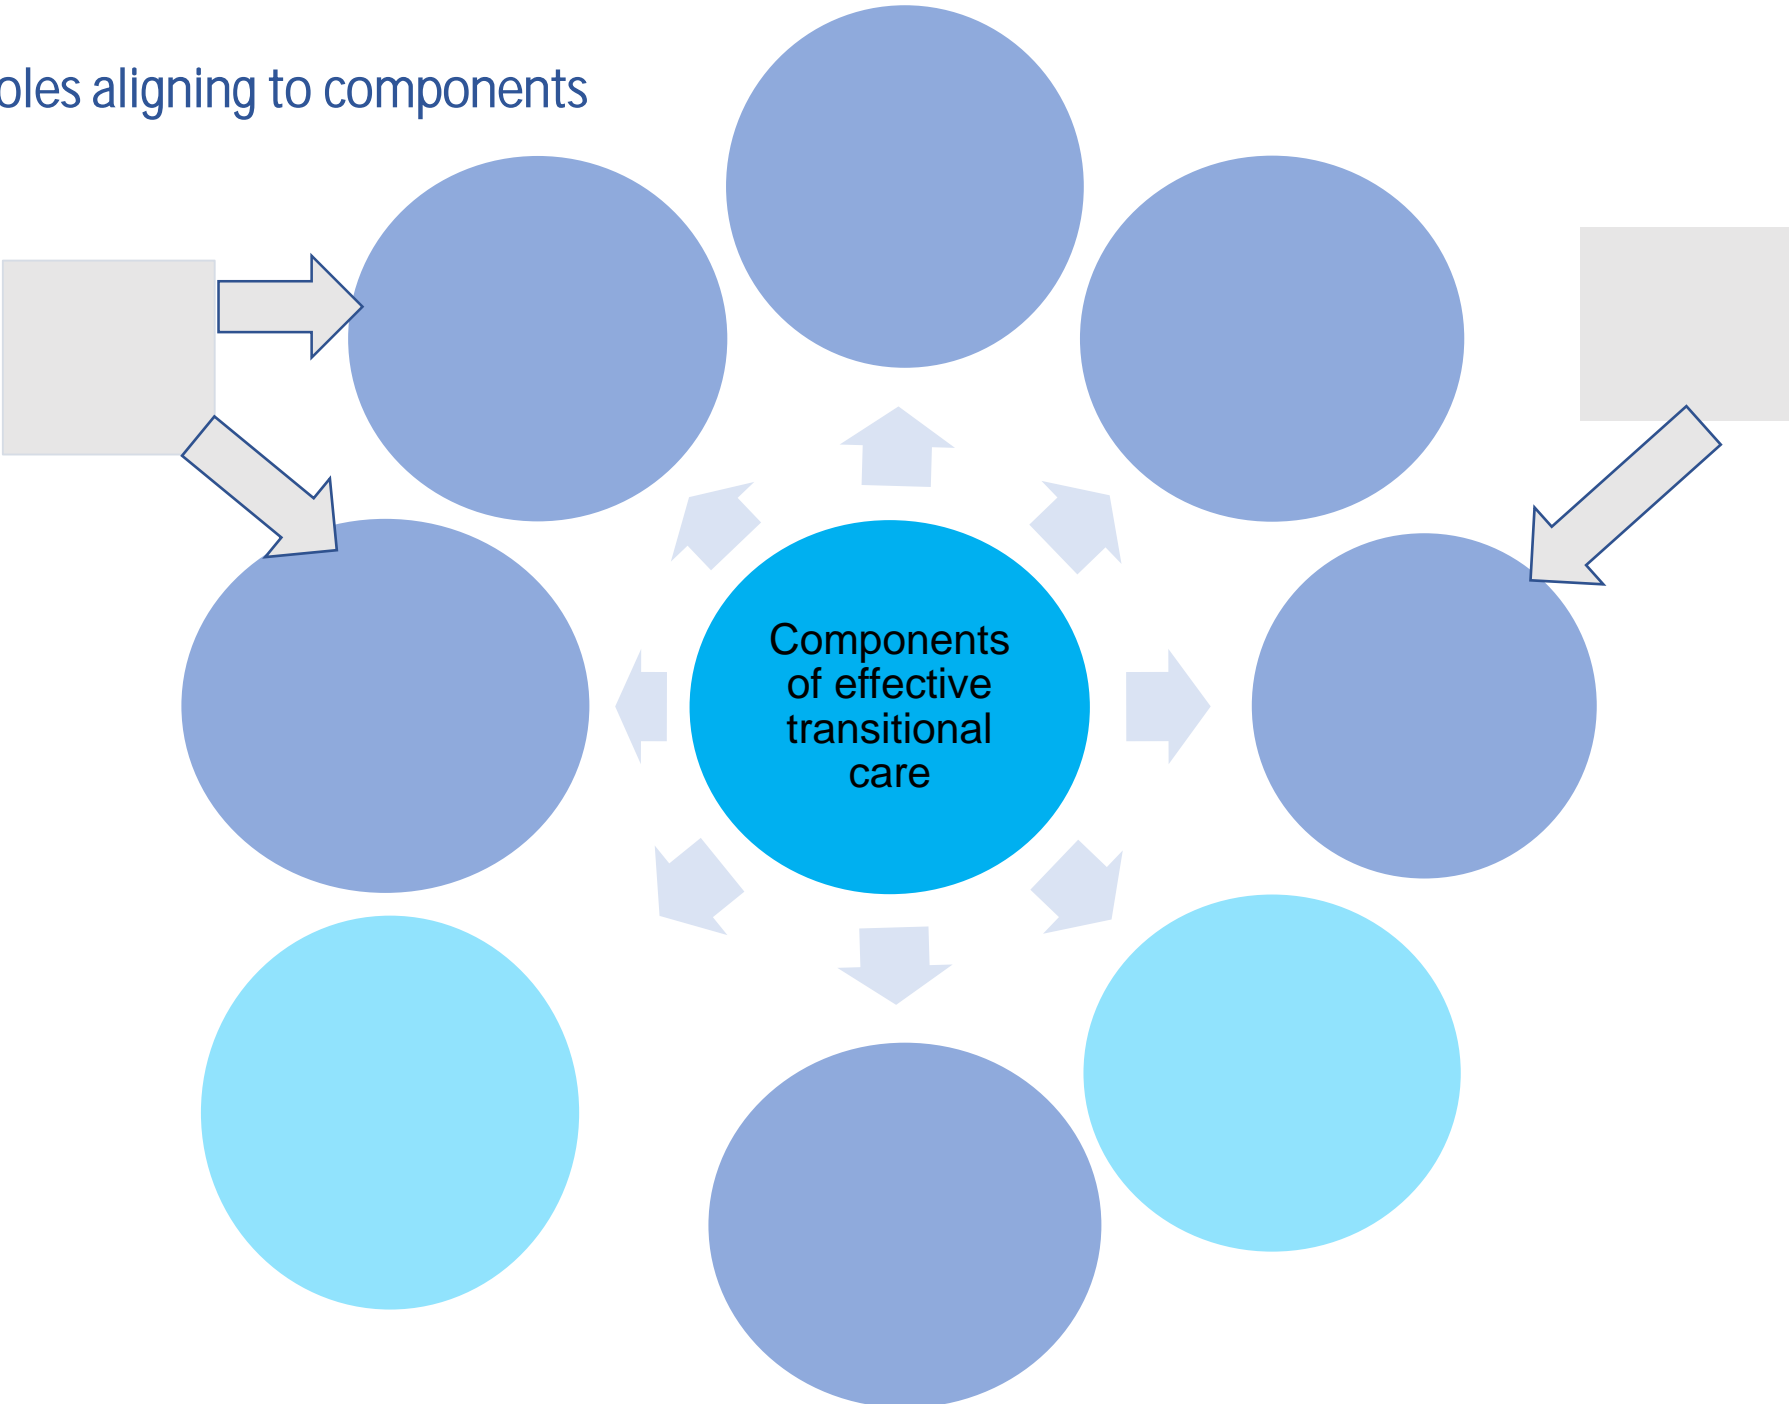 oles aligning to components
Components
of effective
transitional
care